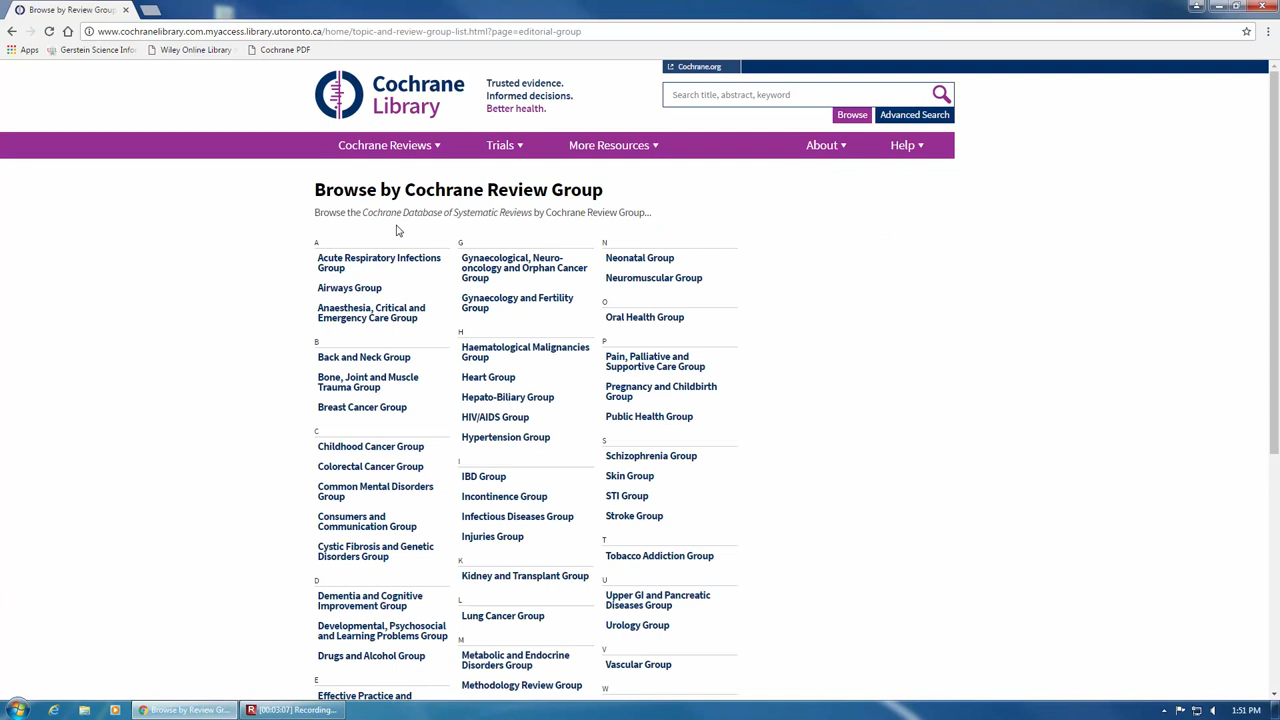 Browse by Review Group
www.cochranelibrary.com.myaccess.library.utoronto.ca/home/topic-and-review-group-list.html?page=editorial-group
Apps
Gerstein Science Info
Wiley Online Library
Cochrane PDF
Cochrane.org
Cochrane
Library
Trusted evidence.
Informed decisions.
Better health.
Search title, abstract, keyword
Browse
Advanced Search
Cochrane Reviews
Trials
More Resources
About
Help
Browse by Cochrane Review Group
Browse the Cochrane Database of Systematic Reviews by Cochrane Review Group...
A
Acute Respiratory Infections
Group
Airways Group
Anaesthesia, Critical and
Emergency Care Group
B
Back and Neck Group
Bone, Joint and Muscle
Trauma Group
Breast Cancer Group
C
Childhood Cancer Group
Colorectal Cancer Group
Common Mental Disorders
Group
Consumers and
Communication Group
Cystic Fibrosis and Genetic
Disorders Group
D
Dementia and Cognitive
Improvement Group
Developmental, Psychosocial
and Learning Problems Group
Drugs and Alcohol Group
E
Effective Practice and
G
Gynaecological, Neuro-
oncology and Orphan Cancer
Group
Gynaecology and Fertility
Group
H
Haematological Malignancies
Group
Heart Group
Hepato-Biliary Group
HIV/AIDS Group
Hypertension Group
I
IBD Group
Incontinence Group
Infectious Diseases Group
Injuries Group
K
Kidney and Transplant Group
L
Lung Cancer Group
M
Metabolic and Endocrine
Disorders Group
Methodology Review Group
N
Neonatal Group
Neuromuscular Group
O
Oral Health Group
P
Pain, Palliative and
Supportive Care Group
Pregnancy and Childbirth
Group
Public Health Group
S
Schizophrenia Group
Skin Group
STI Group
Stroke Group
T
Tobacco Addiction Group
U
Upper GI and Pancreatic
Diseases Group
Urology Group
V
Vascular Group
W
Browse by Review Gr...
[00:03:07] Recording...
1:51 PM